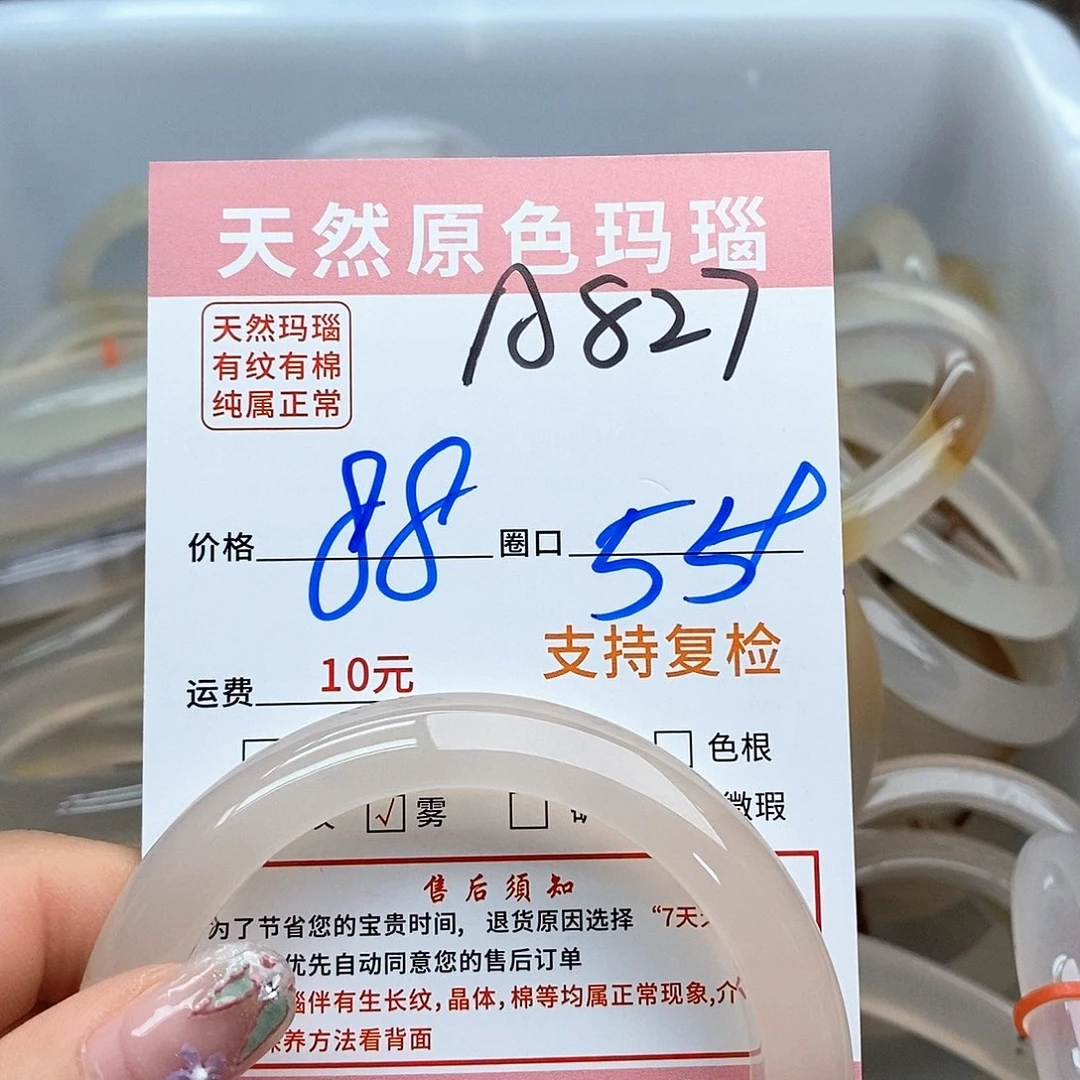 天然原色玛瑙
A827
天然玛瑙
有纹有棉
纯属正常
价格 88 圈口
支持复检
运费 10元
色根
√ 雾 微瑕
售后须知
为了节省您的宝贵时间, 退货原因选择 “7天
优先自动同意您的售后订单
瑙伴有生长纹,晶体,棉等均属正常现象,介
保养方法看背面